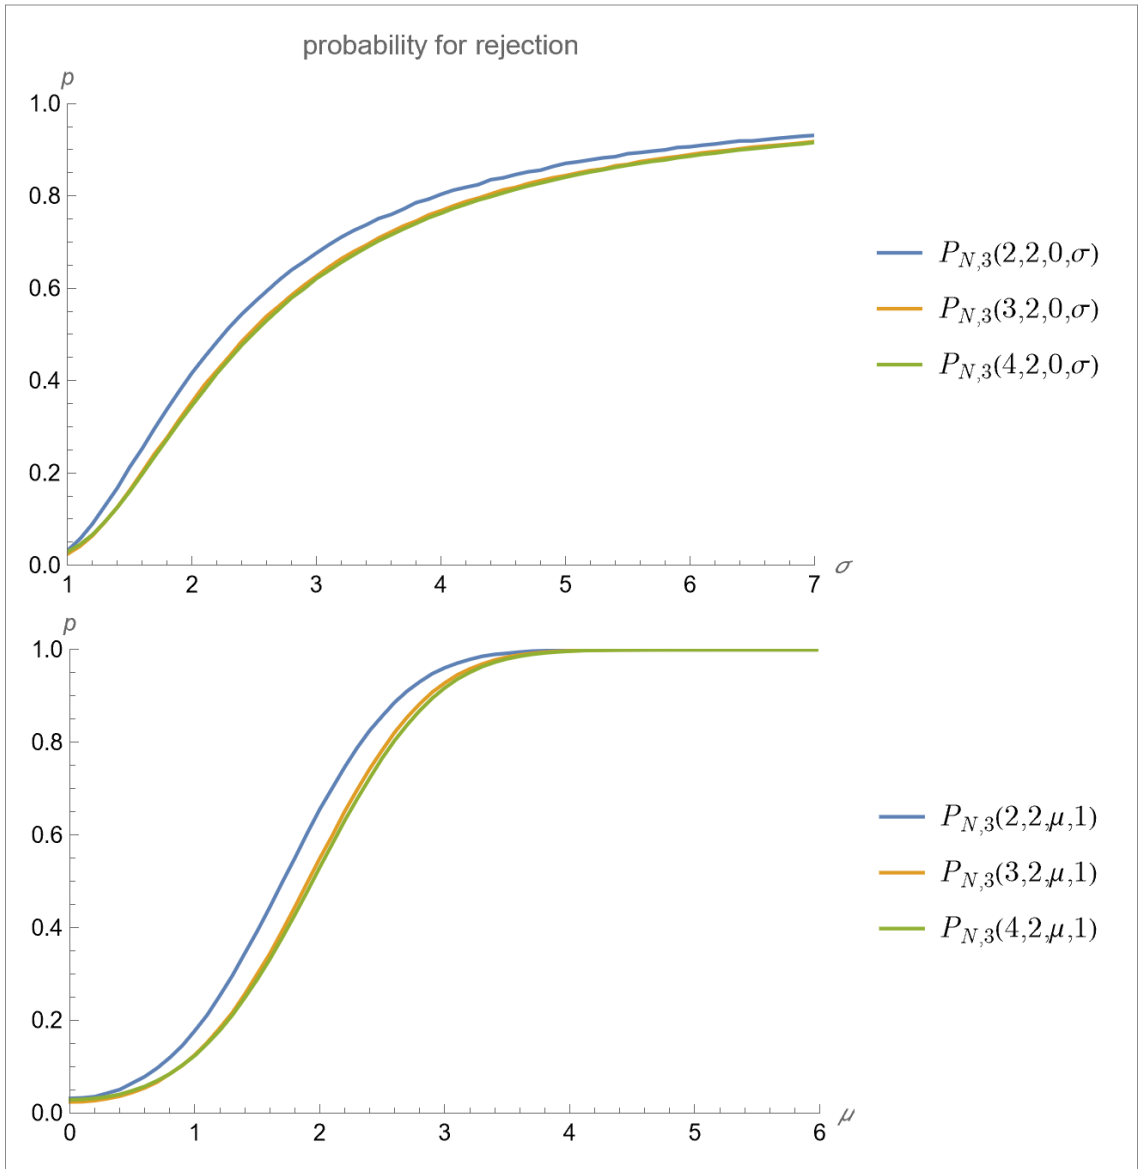 probability for rejection
p
1.0
0.8
0.6
0.4
0.2
0.0
1 2 3 4 5 6 7 σ
P_{N,3}(2,2,0,σ)
P_{N,3}(3,2,0,σ)
P_{N,3}(4,2,0,σ)
p
1.0
0.8
0.6
0.4
0.2
0.0
0 1 2 3 4 5 6 μ
P_{N,3}(2,2,μ,1)
P_{N,3}(3,2,μ,1)
P_{N,3}(4,2,μ,1)